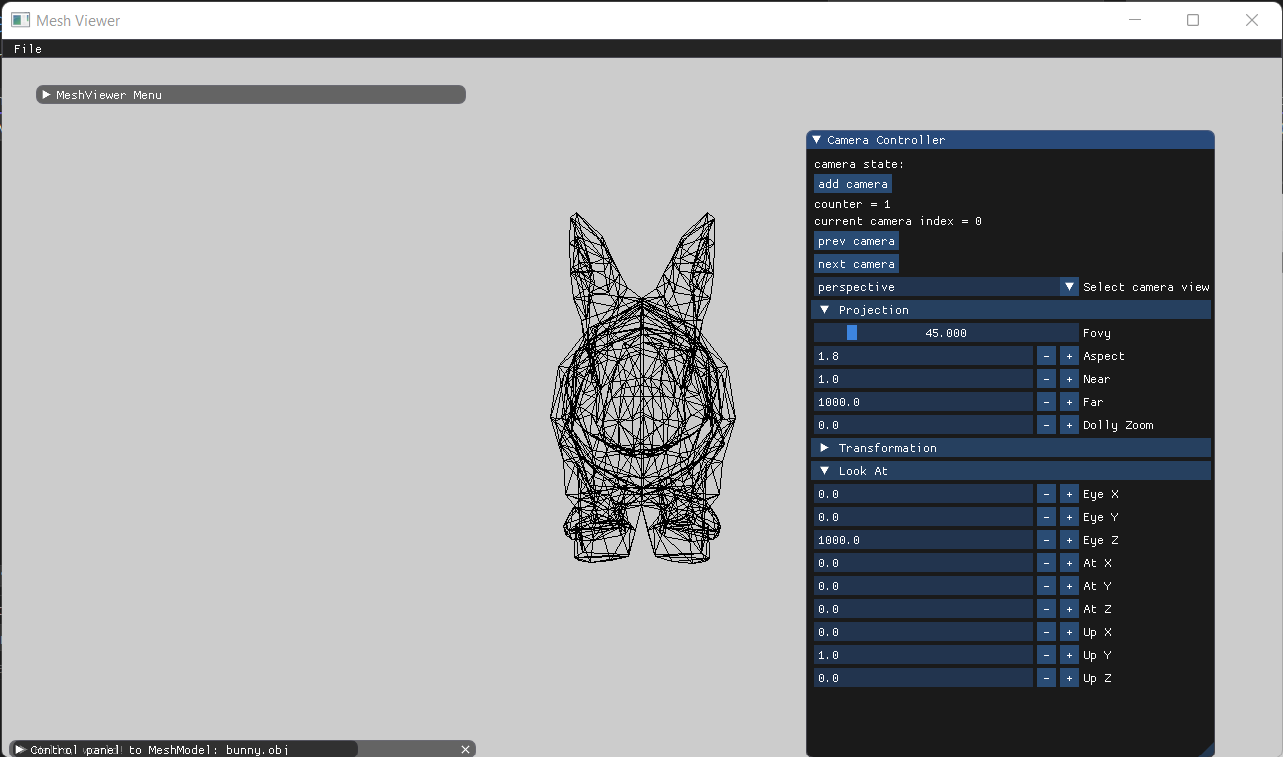 Mesh Viewer
File
MeshViewer Menu
Camera Controller
camera state:
add camera
counter = 1
current camera index = 0
prev camera
next camera
perspective Select camera view
Projection
45.000 Fovy
1.8 - + Aspect
1.0 - + Near
1000.0 - + Far
0.0 - + Dolly Zoom
Transformation
Look At
0.0 - + Eye X
0.0 - + Eye Y
1000.0 - + Eye Z
0.0 - + At X
0.0 - + At Y
0.0 - + At Z
0.0 - + Up X
1.0 - + Up Y
0.0 - + Up Z
Control panel to MeshModel: bunny.obj